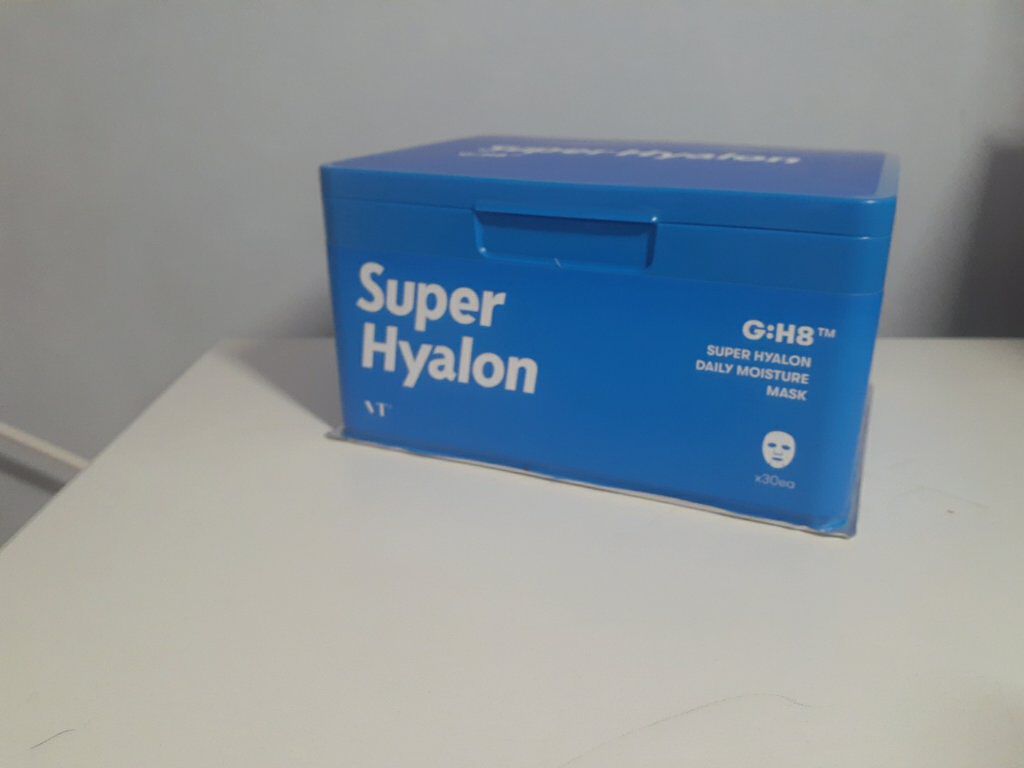 Super Hyalon
Super
Hyalon
VT
G:H8™
SUPER HYALON
DAILY MOISTURE
MASK
x30ea